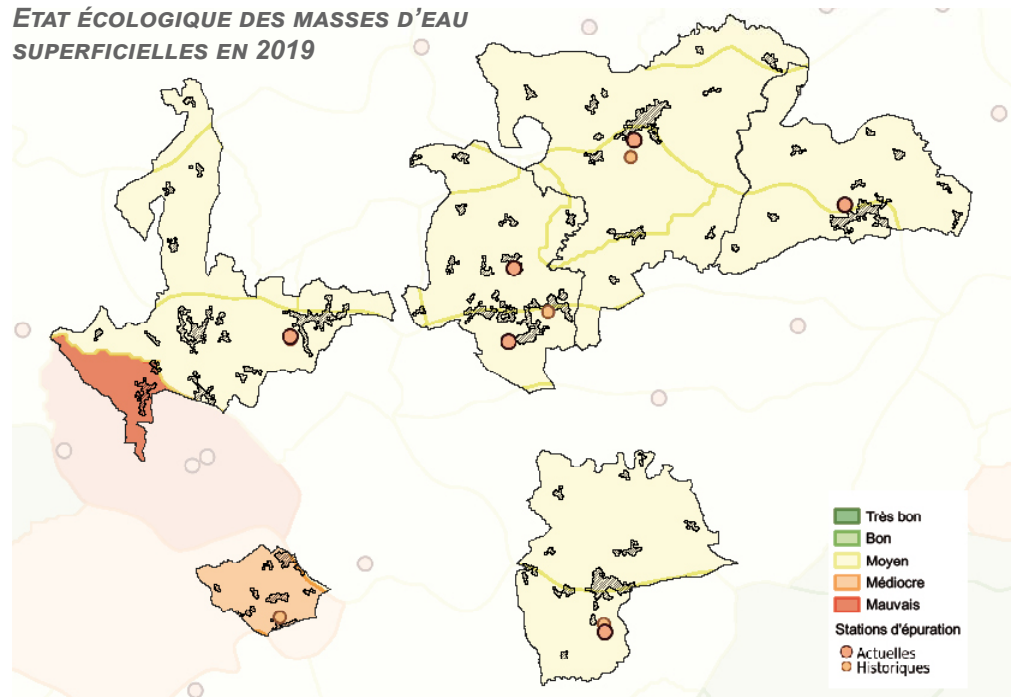 ETAT ÉCOLOGIQUE DES MASSES D'EAU
SUPERFICIELLES EN 2019
Très bon
Bon
Moyen
Médiocre
Mauvais
Stations d'épuration
Actuelles
Historiques